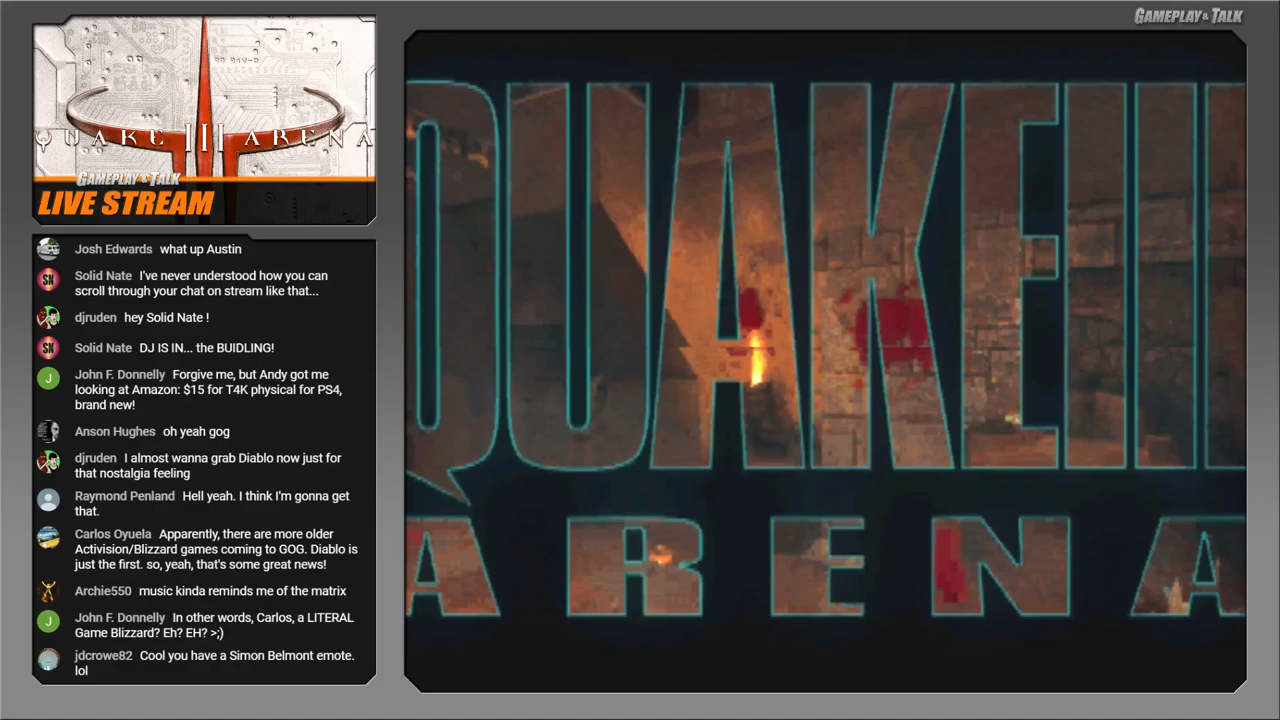 GAMEPLAY & TALK
QUAKE III ARENA
GAMEPLAY & TALK
LIVE STREAM
Josh Edwards what up Austin
Solid Nate I've never understood how you can
scroll through your chat on stream like that...
djruden hey Solid Nate !
Solid Nate DJ IS IN... the BUIDLING!
John F. Donnelly Forgive me, but Andy got me
looking at Amazon: $15 for T4K physical for PS4,
brand new!
Anson Hughes oh yeah gog
djruden I almost wanna grab Diablo now just for
that nostalgia feeling
Raymond Penland Hell yeah. I think I'm gonna get
that.
Carlos Oyuela Apparently, there are more older
Activision/Blizzard games coming to GOG. Diablo is
just the first. so, yeah, that's some great news!
Archie550 music kinda reminds me of the matrix
John F. Donnelly In other words, Carlos, a LITERAL
Game Blizzard? Eh? EH? >;)
jdcrowe82 Cool you have a Simon Belmont emote.
lol
SN
SN
J
J
QUAKE III
ARENA